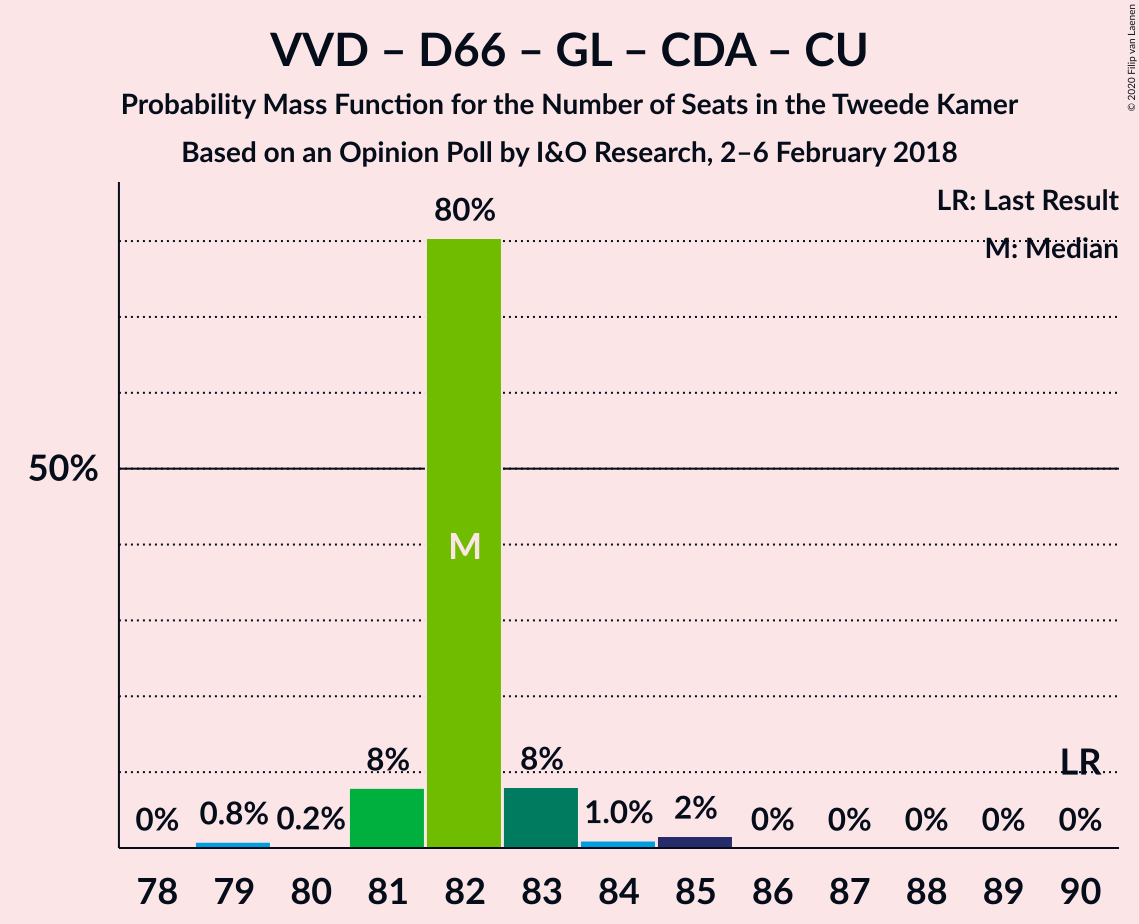 VVD – D66 – GL – CDA – CU
Probability Mass Function for the Number of Seats in the Tweede Kamer
Based on an Opinion Poll by I&O Research, 2–6 February 2018
© 2020 Filip van Laenen
LR: Last Result
M: Median
80%
50%
M
8%
8%
LR
0%
0.8%
0.2%
1.0%
2%
0%
0%
0%
0%
0%
78 79 80 81 82 83 84 85 86 87 88 89 90